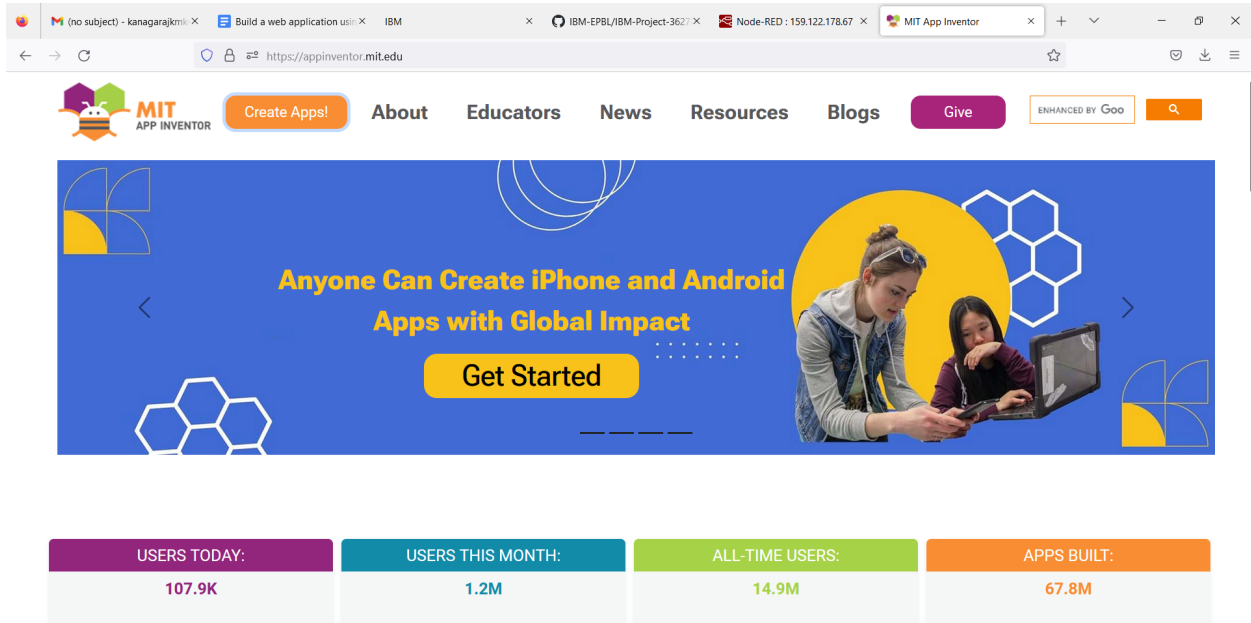 (no subject) - kanagarajkmk
Build a web application usin
IBM
IBM-EPBL/IBM-Project-3627
Node-RED : 159.122.178.67
MIT App Inventor
https://appinventor.mit.edu
MIT
APP INVENTOR
Create Apps!
About
Educators
News
Resources
Blogs
Give
ENHANCED BY Goo
Anyone Can Create iPhone and Android
Apps with Global Impact
Get Started
USERS TODAY:
USERS THIS MONTH:
ALL-TIME USERS:
APPS BUILT:
107.9K
1.2M
14.9M
67.8M